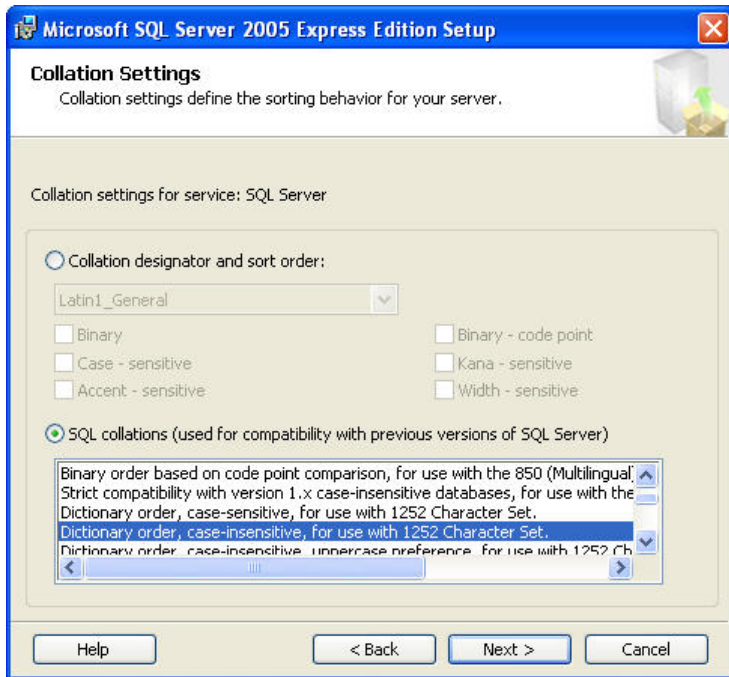 Microsoft SQL Server 2005 Express Edition Setup
Collation Settings
Collation settings define the sorting behavior for your server.
Collation settings for service: SQL Server
Collation designator and sort order:
Latin1_General
Binary
Binary - code point
Case - sensitive
Kana - sensitive
Accent - sensitive
Width - sensitive
SQL collations (used for compatibility with previous versions of SQL Server)
Binary order based on code point comparison, for use with the 850 (Multilingual)
Strict compatibility with version 1.x case-insensitive databases, for use with the
Dictionary order, case-sensitive, for use with 1252 Character Set.
Dictionary order, case-insensitive, for use with 1252 Character Set.
Dictionary order, case-insensitive, uppercase preference, for use with 1252 Ch
Help
< Back
Next >
Cancel